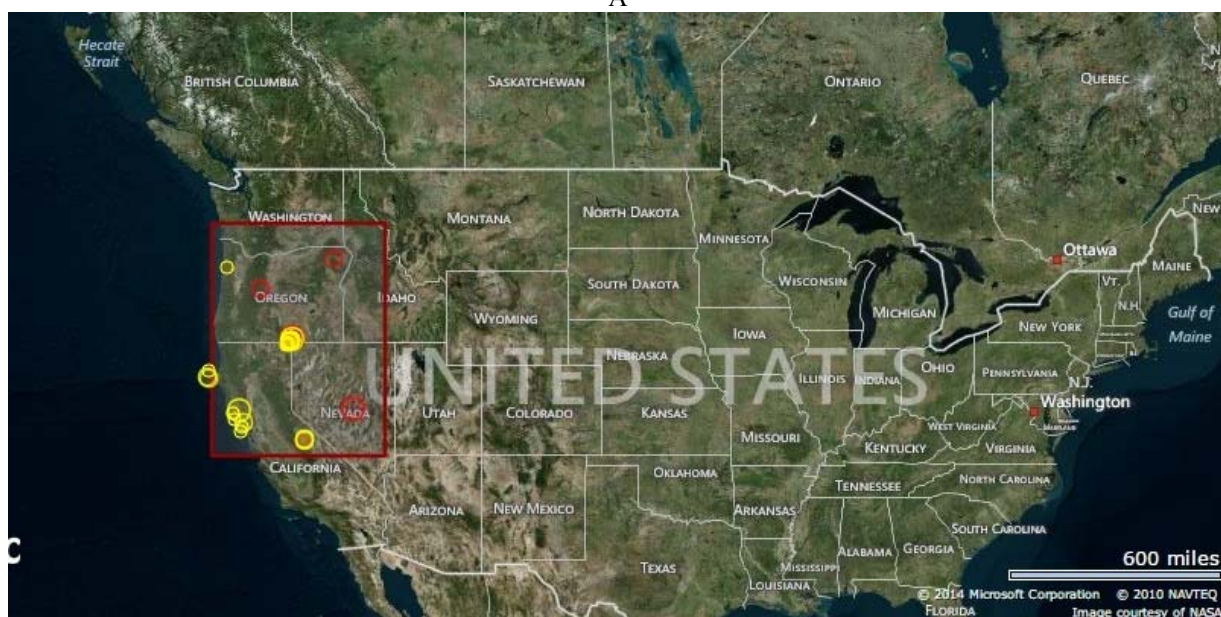 A
Hecate
Strait
BRITISH COLUMBIA
SASKATCHEWAN
ONTARIO
QUEBEC
NEW
WASHINGTON
MONTANA
NORTH DAKOTA
MINNESOTA
Ottawa
MAINE
OREGON
IDAHO
SOUTH DAKOTA
WISCONSIN
MICHIGAN
VT.
N.H.
Gulf of
Maine
WYOMING
IOWA
NEW YORK
UNITED STATES
NEBRASKA
ILLINOIS
INDIANA
OHIO
PENNSYLVANIA
N.J.
NEVADA
UTAH
COLORADO
KANSAS
MISSOURI
WEST VIRGINIA
Washington
KENTUCKY
VIRGINIA
CALIFORNIA
OKLAHOMA
TENNESSEE
NORTH CAROLINA
ARIZONA
NEW MEXICO
ARKANSAS
SOUTH CAROLINA
C
TEXAS
MISSISSIPPI
ALABAMA
GEORGIA
LOUISIANA
600 miles
© 2014 Microsoft Corporation © 2010 NAVTEQ
FLORIDA
Image courtesy of NASA